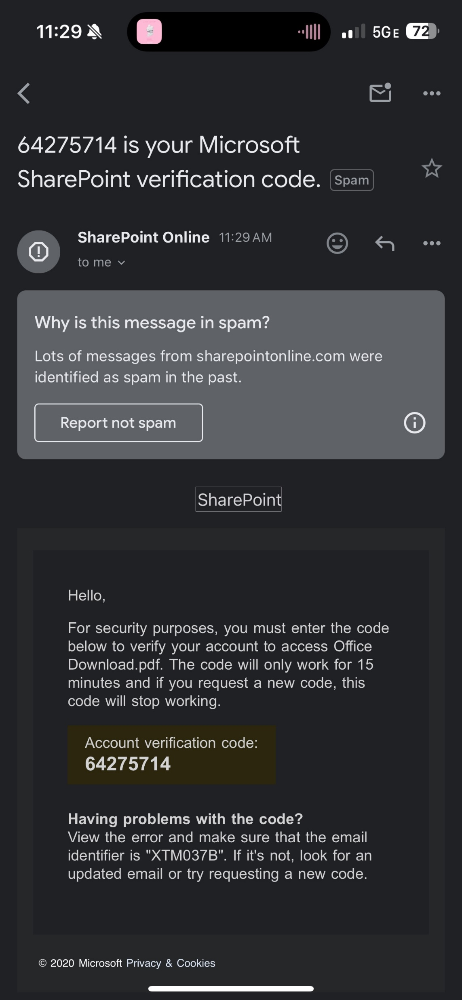 11:29
5GE
72
64275714 is your Microsoft
SharePoint verification code.
Spam
SharePoint Online 11:29 AM
to me
Why is this message in spam?
Lots of messages from sharepointonline.com were
identified as spam in the past.
Report not spam
SharePoint
Hello,
For security purposes, you must enter the code
below to verify your account to access Office
Download.pdf. The code will only work for 15
minutes and if you request a new code, this
code will stop working.
Account verification code:
64275714
Having problems with the code?
View the error and make sure that the email
identifier is "XTM037B". If it's not, look for an
updated email or try requesting a new code.
© 2020 Microsoft Privacy & Cookies